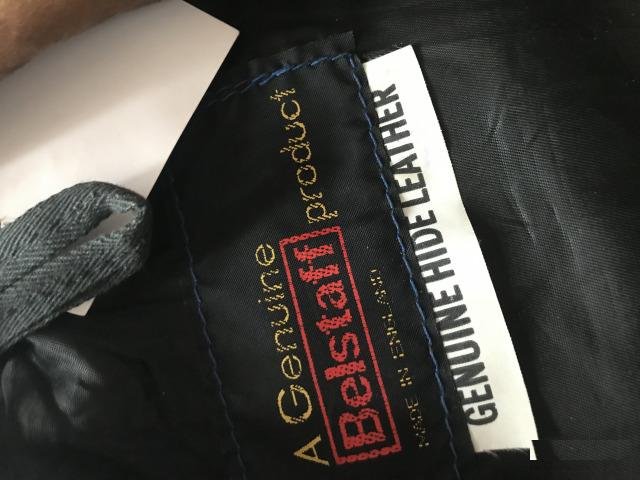 A Genuine
Belstaff product
MADE IN ENGLAND
GENUINE HIDE LEATHER